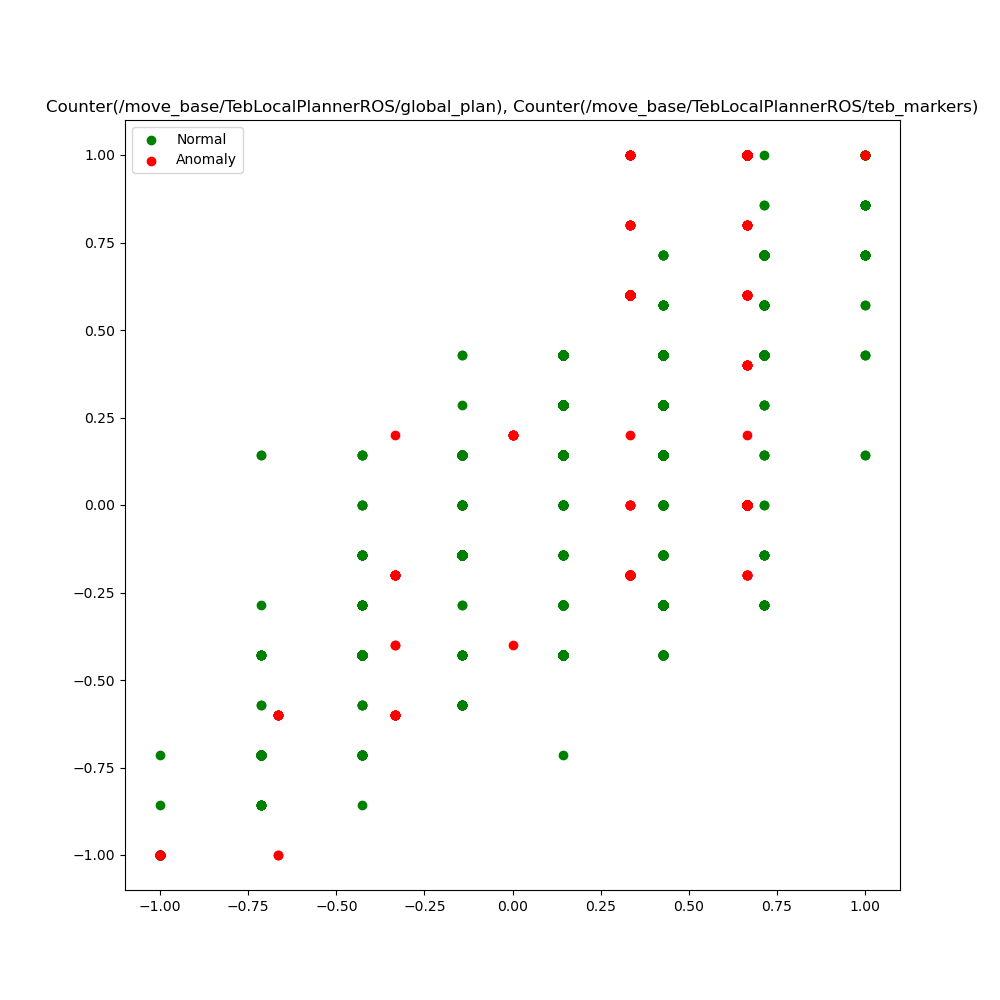 Counter(/move_base/TebLocalPlannerROS/global_plan), Counter(/move_base/TebLocalPlannerROS/teb_markers)
Normal
Anomaly
1.00
0.75
0.50
0.25
0.00
−0.25
−0.50
−0.75
−1.00
−1.00 −0.75 −0.50 −0.25 0.00 0.25 0.50 0.75 1.00